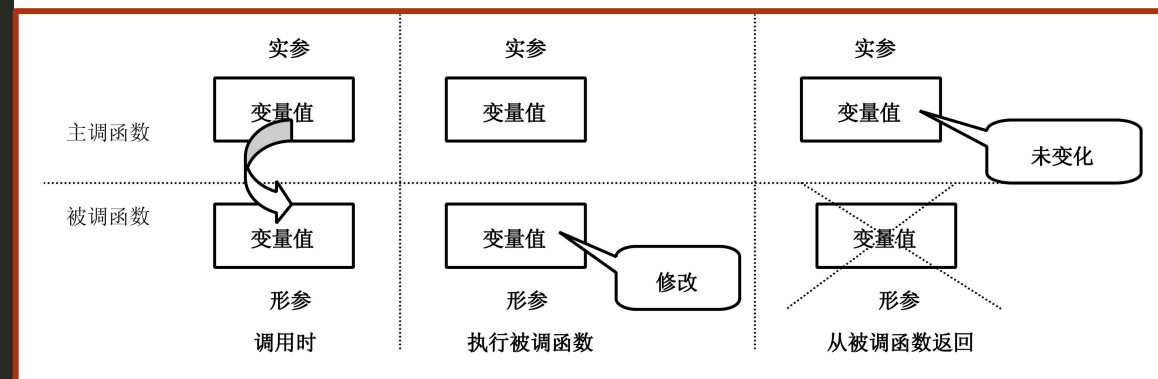 实参 实参 实参
变量值 变量值 变量值
主调函数
未变化
被调函数
变量值 变量值 变量值
修改
形参 形参 形参
调用时 执行被调函数 从被调函数返回